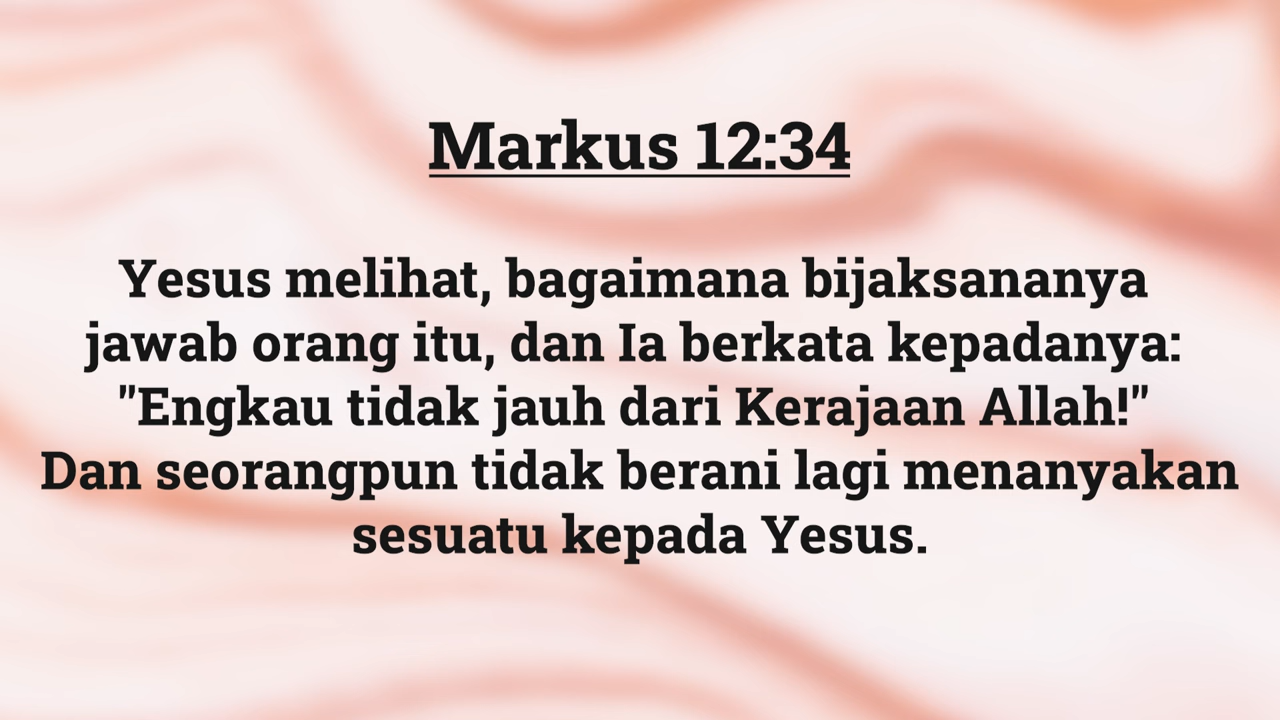 Markus 12:34
Yesus melihat, bagaimana bijaksananya
jawab orang itu, dan Ia berkata kepadanya:
"Engkau tidak jauh dari Kerajaan Allah!"
Dan seorangpun tidak berani lagi menanyakan
sesuatu kepada Yesus.